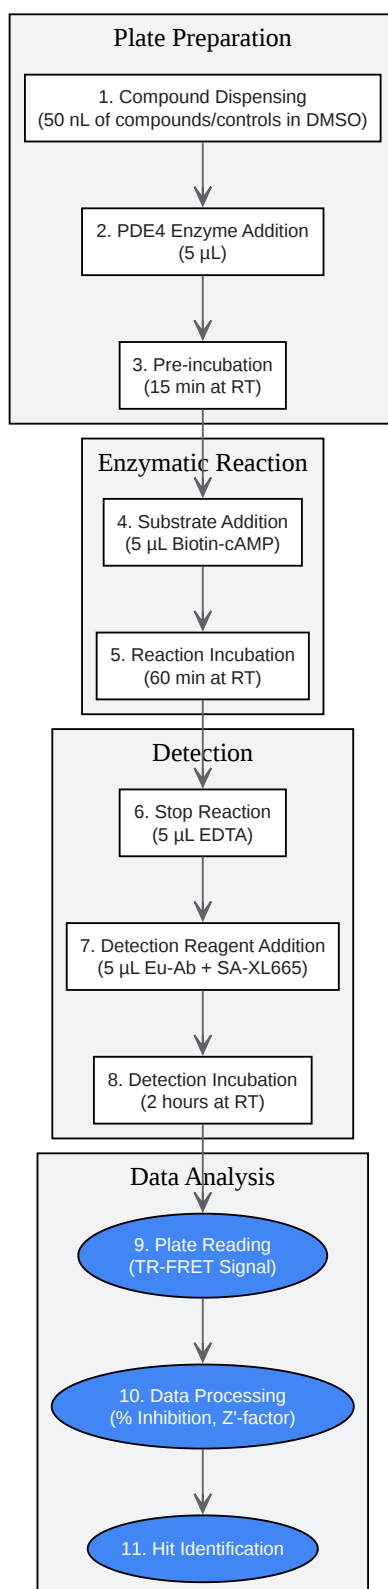 Plate Preparation
1. Compound Dispensing
(50 nL of compounds/controls in DMSO)
2. PDE4 Enzyme Addition
(5 µL)
3. Pre-incubation
(15 min at RT)
Enzymatic Reaction
4. Substrate Addition
(5 µL Biotin-cAMP)
5. Reaction Incubation
(60 min at RT)
Detection
6. Stop Reaction
(5 µL EDTA)
7. Detection Reagent Addition
(5 µL Eu-Ab + SA-XL665)
8. Detection Incubation
(2 hours at RT)
Data Analysis
9. Plate Reading
(TR-FRET Signal)
10. Data Processing
(% Inhibition, Z'-factor)
11. Hit Identification